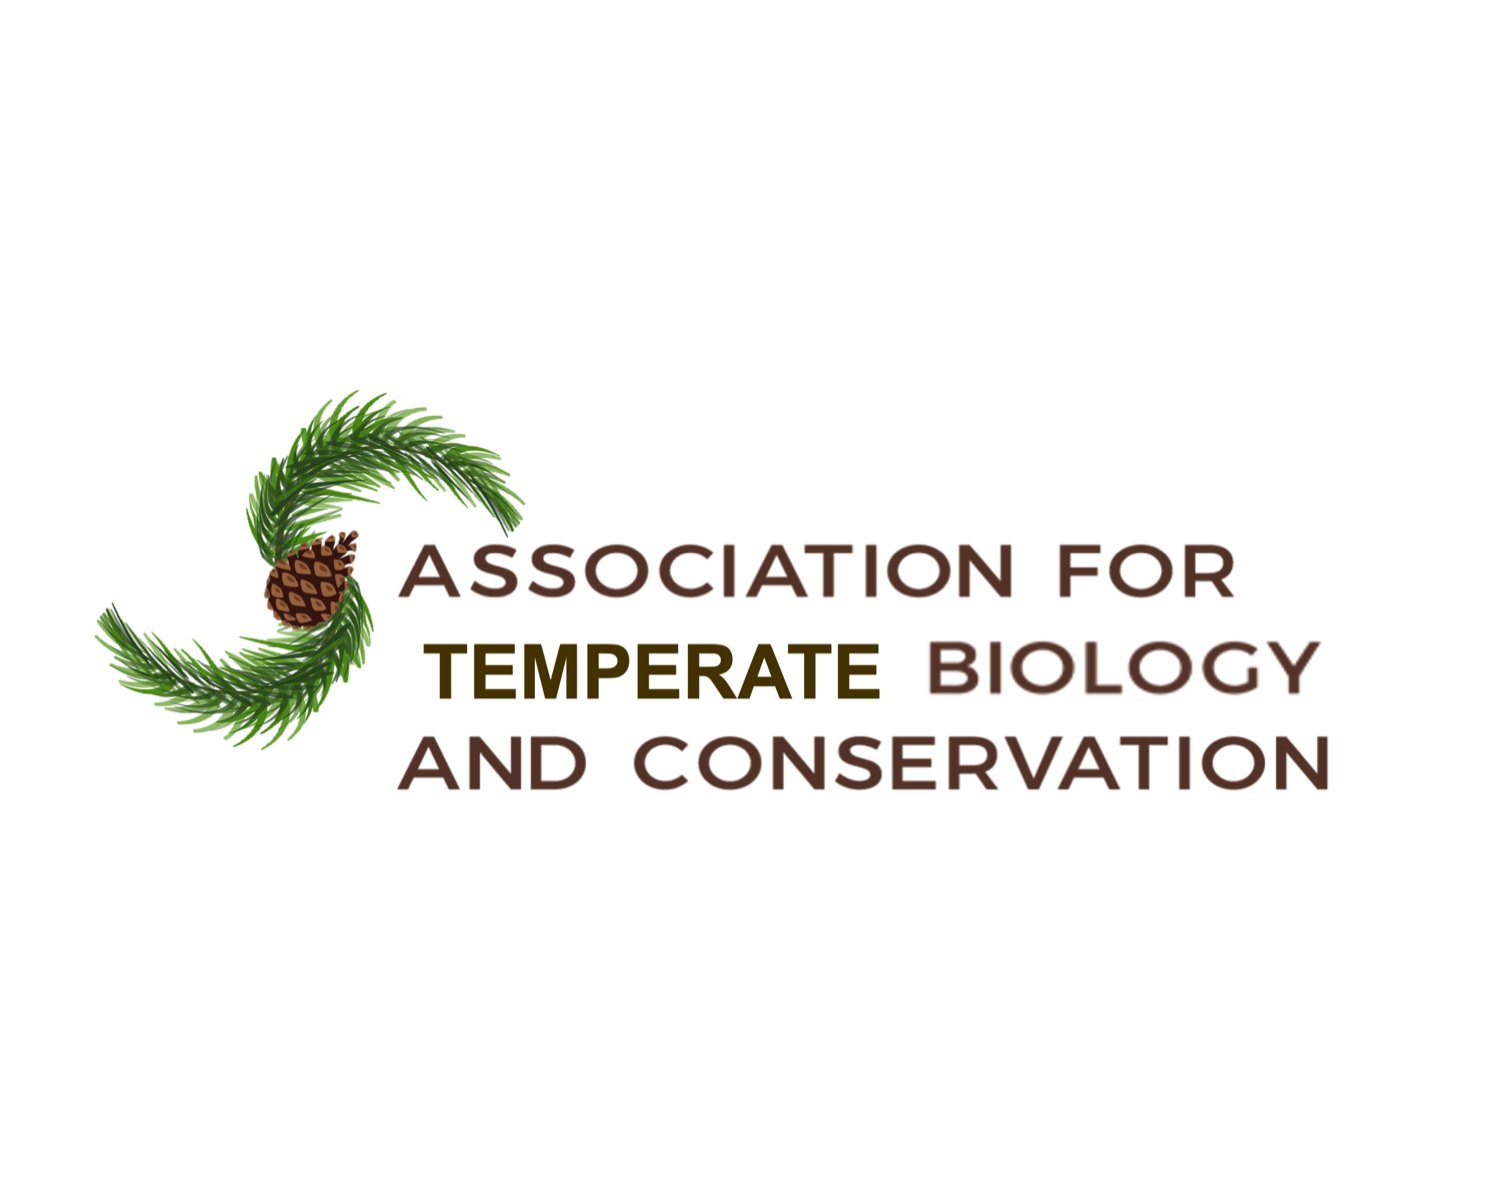 ASSOCIATION FOR
TEMPERATE BIOLOGY
AND CONSERVATION